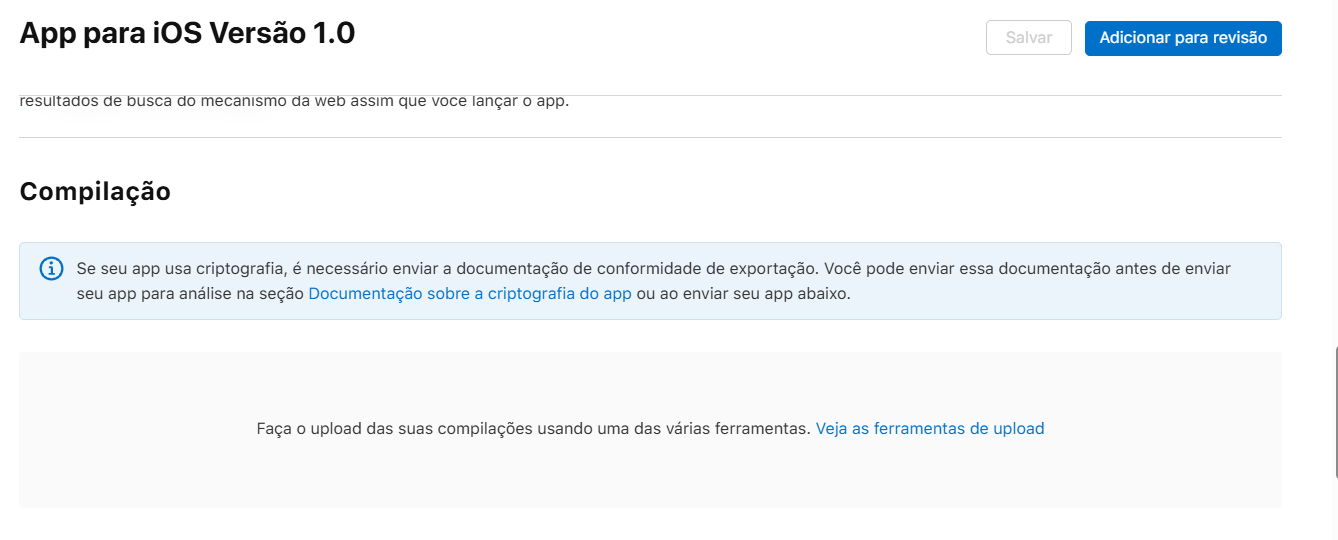 App para iOS Versão 1.0
Salvar
Adicionar para revisão
resultados de busca do mecanismo da web assim que você lançar o app.
Compilação
Se seu app usa criptografia, é necessário enviar a documentação de conformidade de exportação. Você pode enviar essa documentação antes de enviar
seu app para análise na seção Documentação sobre a criptografia do app ou ao enviar seu app abaixo.
Faça o upload das suas compilações usando uma das várias ferramentas. Veja as ferramentas de upload